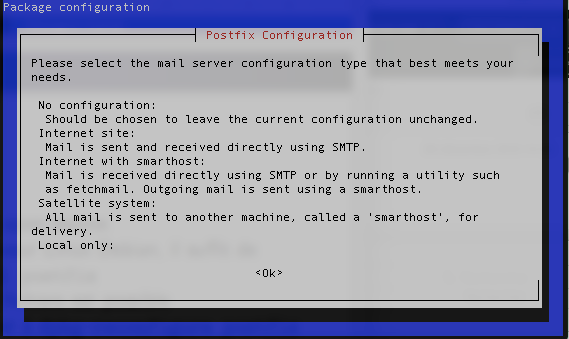 Package configuration
Postfix Configuration
Please select the mail server configuration type that best meets your
needs.
No configuration:
Should be chosen to leave the current configuration unchanged.
Internet site:
Mail is sent and received directly using SMTP.
Internet with smarthost:
Mail is received directly using SMTP or by running a utility such
as fetchmail. Outgoing mail is sent using a smarthost.
Satellite system:
All mail is sent to another machine, called a 'smarthost', for
delivery.
Local only:
<Ok>